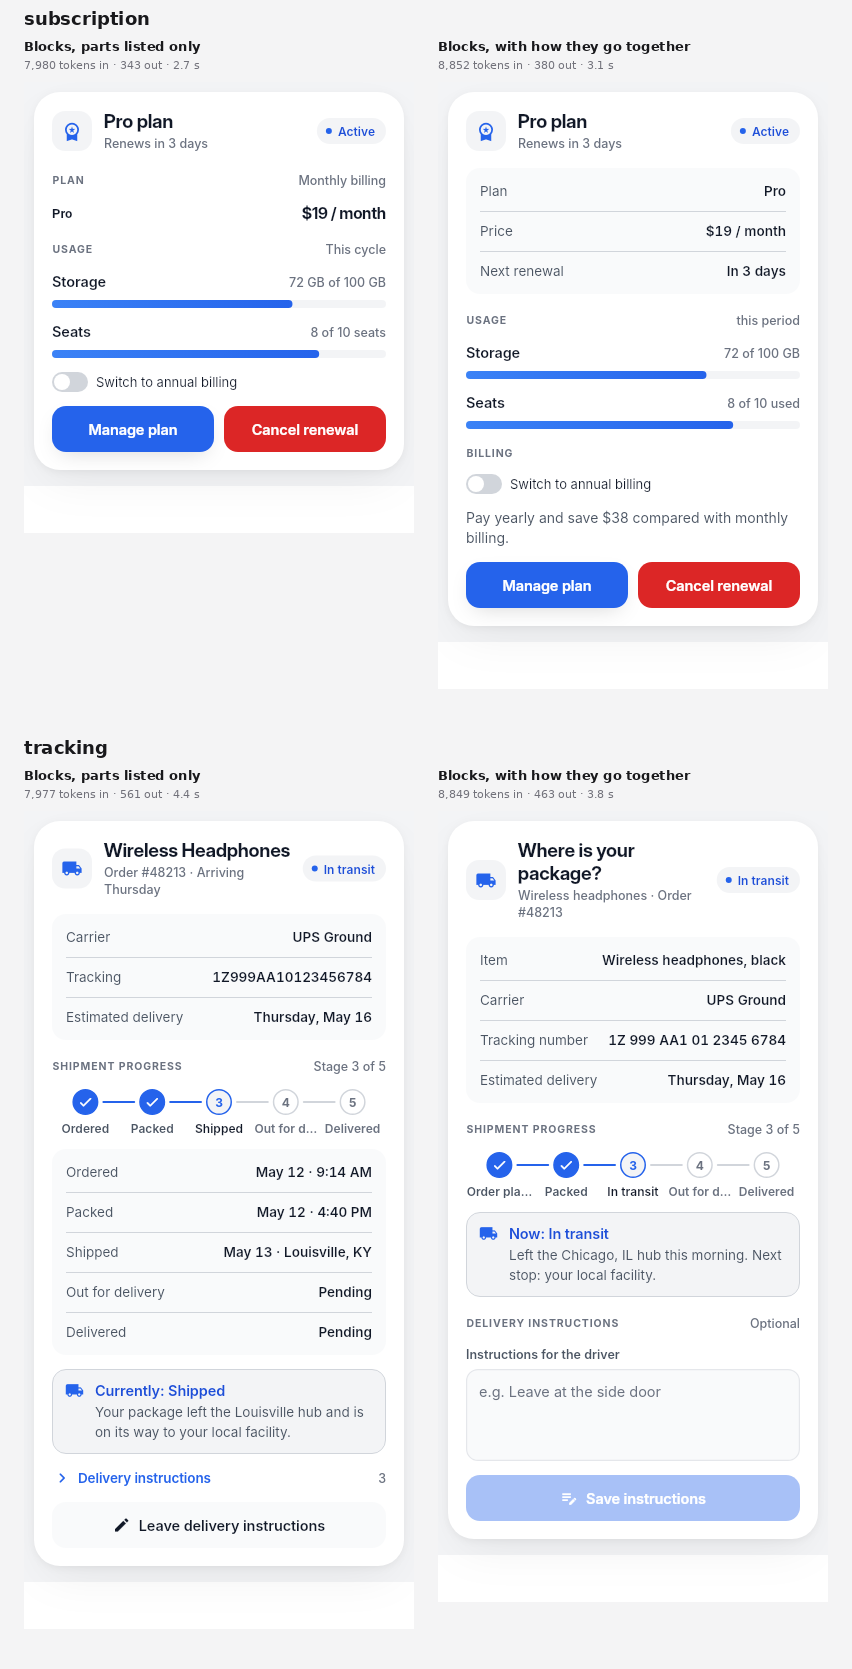 subscription
Blocks, parts listed only
7,980 tokens in · 343 out · 2.7 s
Pro plan
Renews in 3 days
Active
PLAN
Monthly billing
Pro
$19 / month
USAGE
This cycle
Storage
72 GB of 100 GB
Seats
8 of 10 seats
Switch to annual billing
Manage plan
Cancel renewal
Blocks, with how they go together
8,852 tokens in · 380 out · 3.1 s
Pro plan
Renews in 3 days
Active
Plan
Pro
Price
$19 / month
Next renewal
In 3 days
USAGE
this period
Storage
72 of 100 GB
Seats
8 of 10 used
BILLING
Switch to annual billing
Pay yearly and save $38 compared with monthly
billing.
Manage plan
Cancel renewal
tracking
Blocks, parts listed only
7,977 tokens in · 561 out · 4.4 s
Wireless Headphones
Order #48213 · Arriving
Thursday
In transit
Carrier
UPS Ground
Tracking
1Z999AA10123456784
Estimated delivery
Thursday, May 16
SHIPMENT PROGRESS
Stage 3 of 5
3
4
5
Ordered
Packed
Shipped
Out for d...
Delivered
Ordered
May 12 · 9:14 AM
Packed
May 12 · 4:40 PM
Shipped
May 13 · Louisville, KY
Out for delivery
Pending
Delivered
Pending
Currently: Shipped
Your package left the Louisville hub and is
on its way to your local facility.
Delivery instructions
3
Leave delivery instructions
Blocks, with how they go together
8,849 tokens in · 463 out · 3.8 s
Where is your
package?
Wireless headphones · Order
#48213
In transit
Item
Wireless headphones, black
Carrier
UPS Ground
Tracking number
1Z 999 AA1 01 2345 6784
Estimated delivery
Thursday, May 16
SHIPMENT PROGRESS
Stage 3 of 5
3
4
5
Order pla...
Packed
In transit
Out for d...
Delivered
Now: In transit
Left the Chicago, IL hub this morning. Next
stop: your local facility.
DELIVERY INSTRUCTIONS
Optional
Instructions for the driver
e.g. Leave at the side door
Save instructions